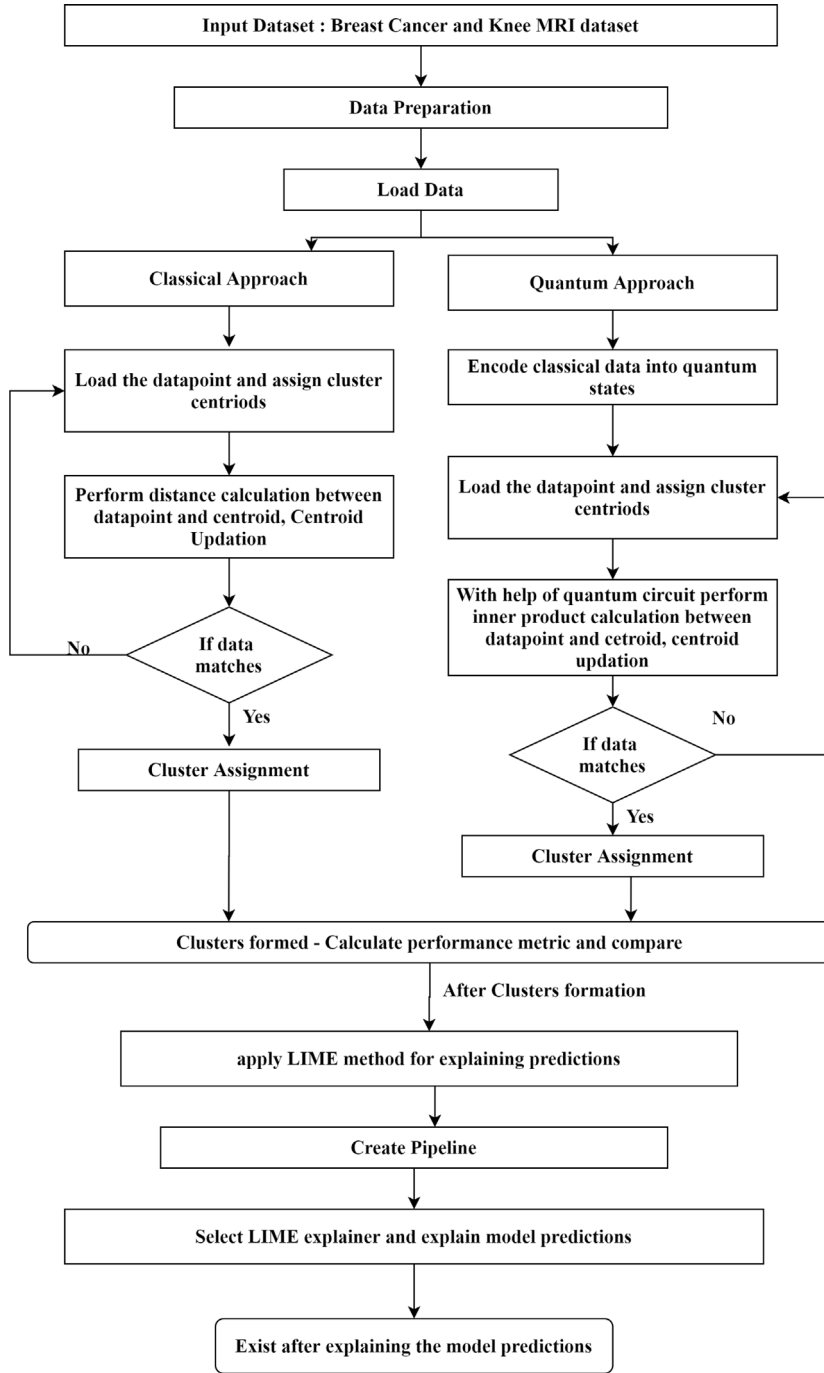 Input Dataset : Breast Cancer and Knee MRI dataset
Data Preparation
Load Data
Classical Approach
Quantum Approach
Load the datapoint and assign cluster
centriods
Encode classical data into quantum
states
Perform distance calculation between
datapoint and centroid, Centroid
Updation
Load the datapoint and assign cluster
centriods
If data
matches
No
Yes
Cluster Assignment
With help of quantum circuit perform
inner product calculation between
datapoint and cetroid, centroid
updation
If data
matches
No
Yes
Cluster Assignment
Clusters formed - Calculate performance metric and compare
After Clusters formation
apply LIME method for explaining predictions
Create Pipeline
Select LIME explainer and explain model predictions
Exist after explaining the model predictions